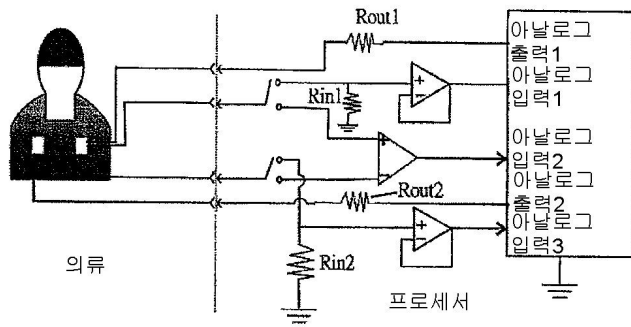 Rout1
아날로그
출력1
아날로그
입력1
Rin1
아날로그
입력2
아날로그
출력2
Rout2
아날로그
입력3
Rin2
의류
프로세서